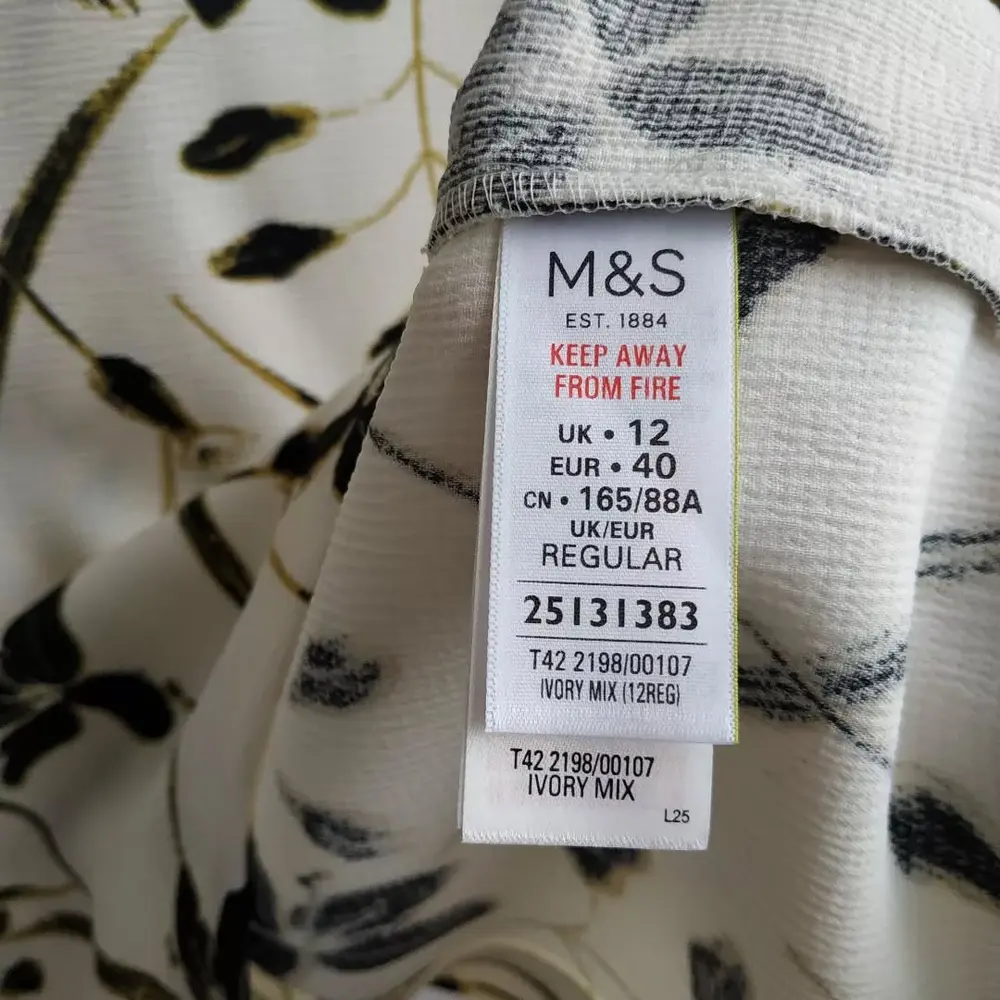 M&S
EST. 1884
KEEP AWAY
FROM FIRE
UK • 12
EUR • 40
CN • 165/88A
UK/EUR
REGULAR
25131383
T42 2198/00107
IVORY MIX (12REG)
T42 2198/00107
IVORY MIX
L25